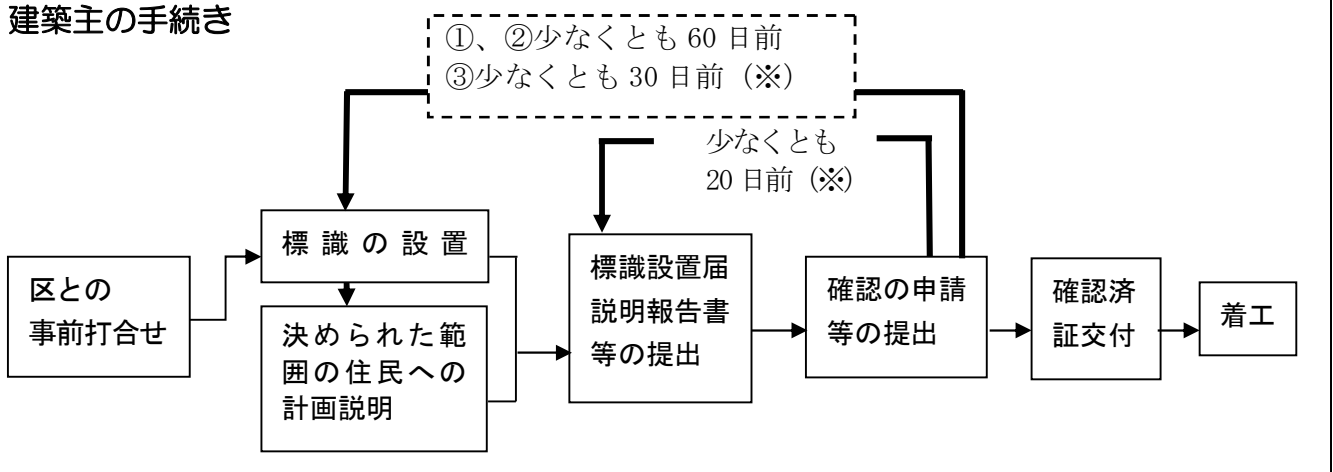 建築主の手続き
①、②少なくとも 60 日前
③少なくとも 30 日前（※）
少なくとも
20 日前（※）
区との
事前打合せ
標識の設置
決められた範
囲の住民への
計画説明
標識設置届
説明報告書
等の提出
確認の申請
等の提出
確認済
証交付
着工